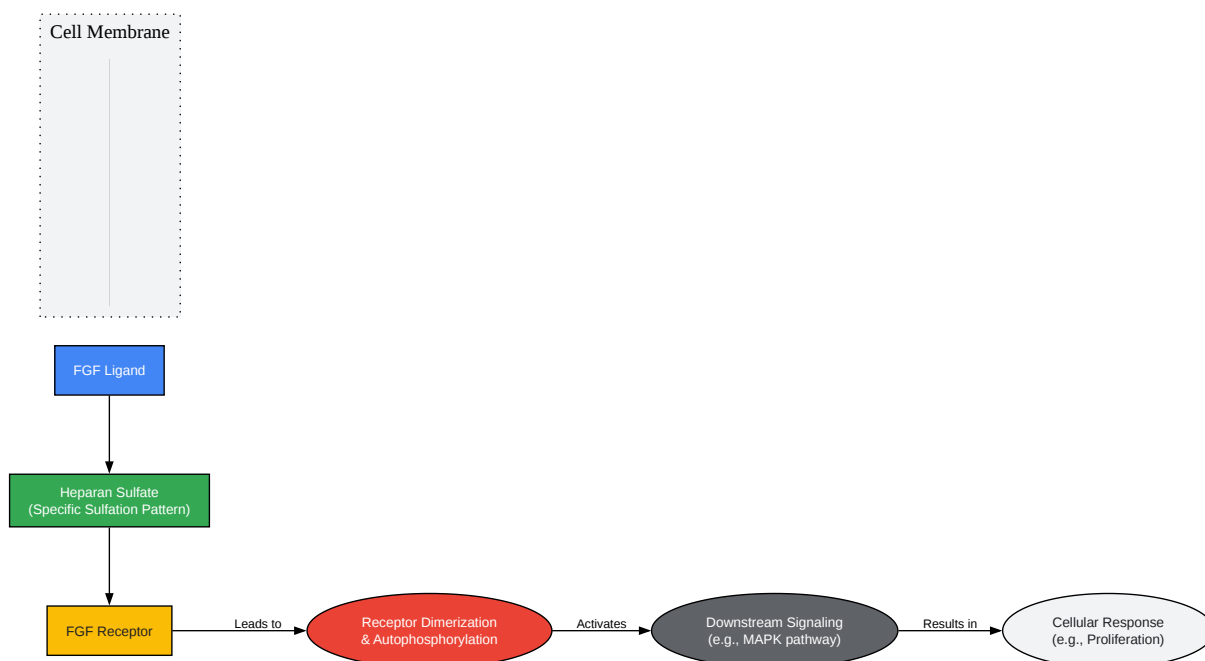 Cell Membrane
FGF Ligand
Heparan Sulfate
(Specific Sulfation Pattern)
FGF Receptor
Leads to
Receptor Dimerization
& Autophosphorylation
Activates
Downstream Signaling
(e.g., MAPK pathway)
Results in
Cellular Response
(e.g., Proliferation)